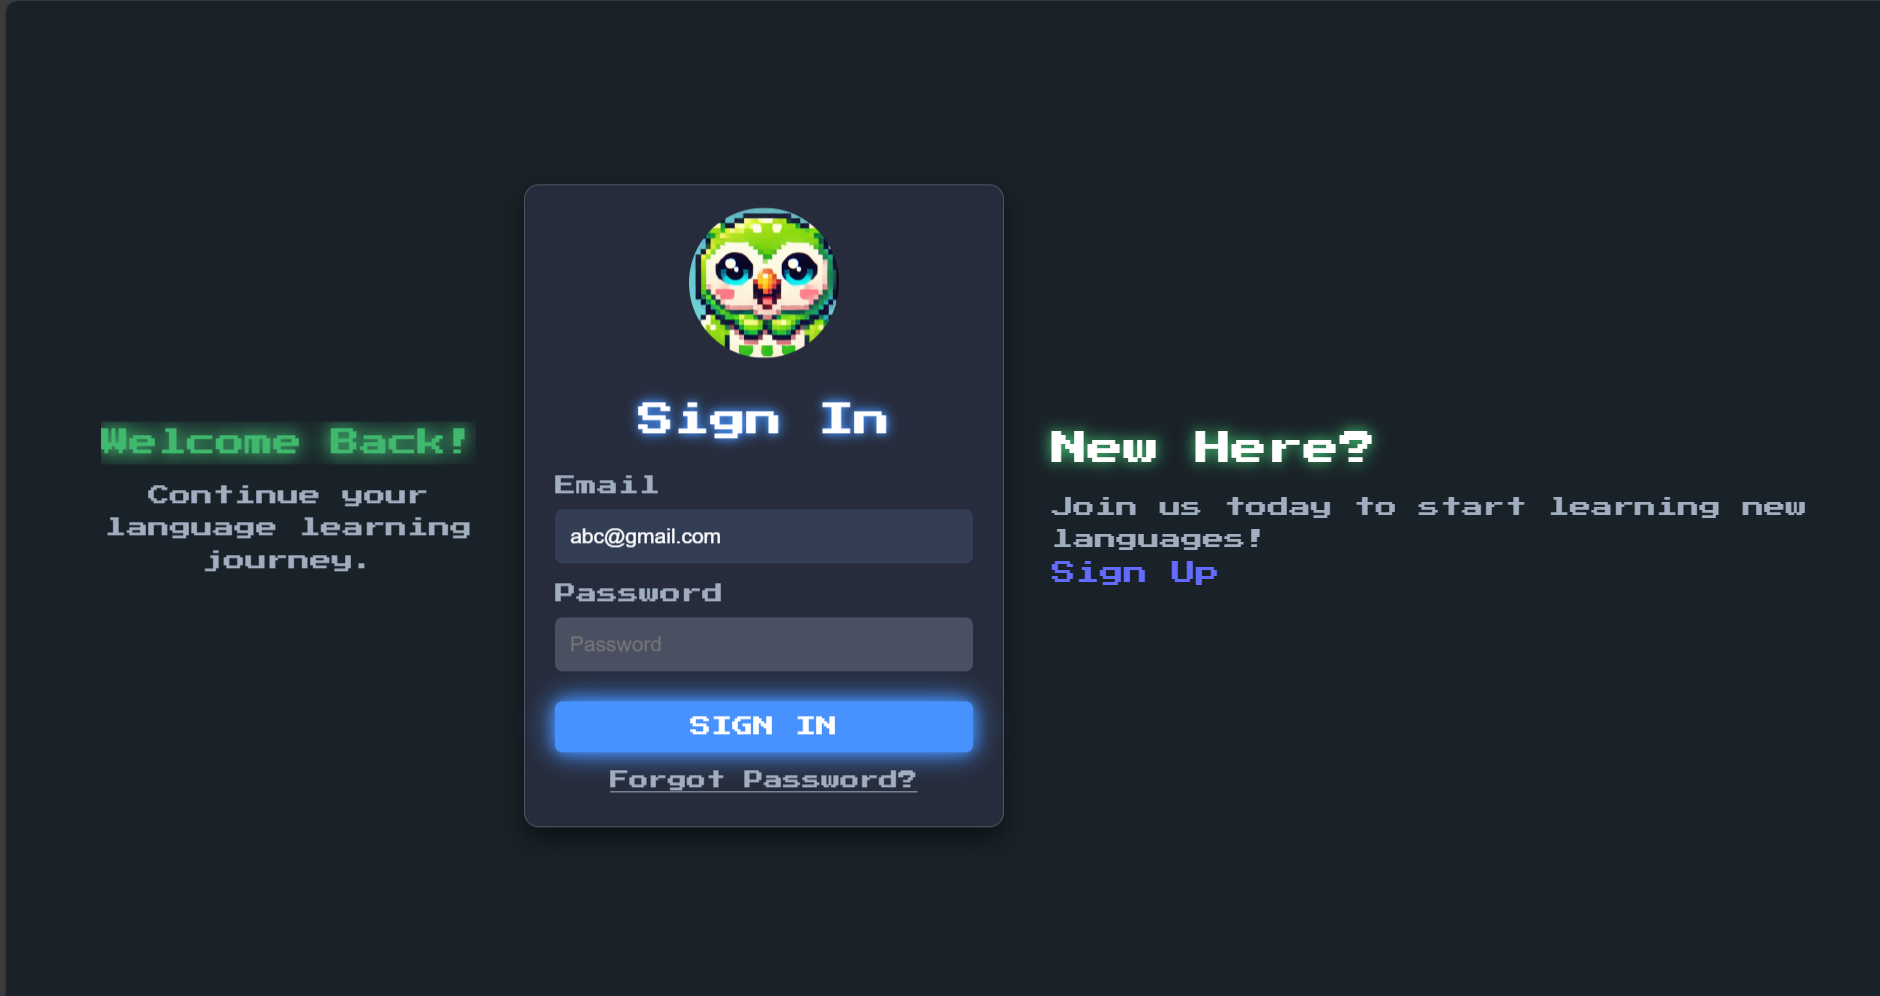 Welcome Back!
Continue your
language learning
journey.
Sign In
Email
abc@gmail.com
Password
Password
SIGN IN
Forgot Password?
New Here?
Join us today to start learning new
languages!
Sign Up